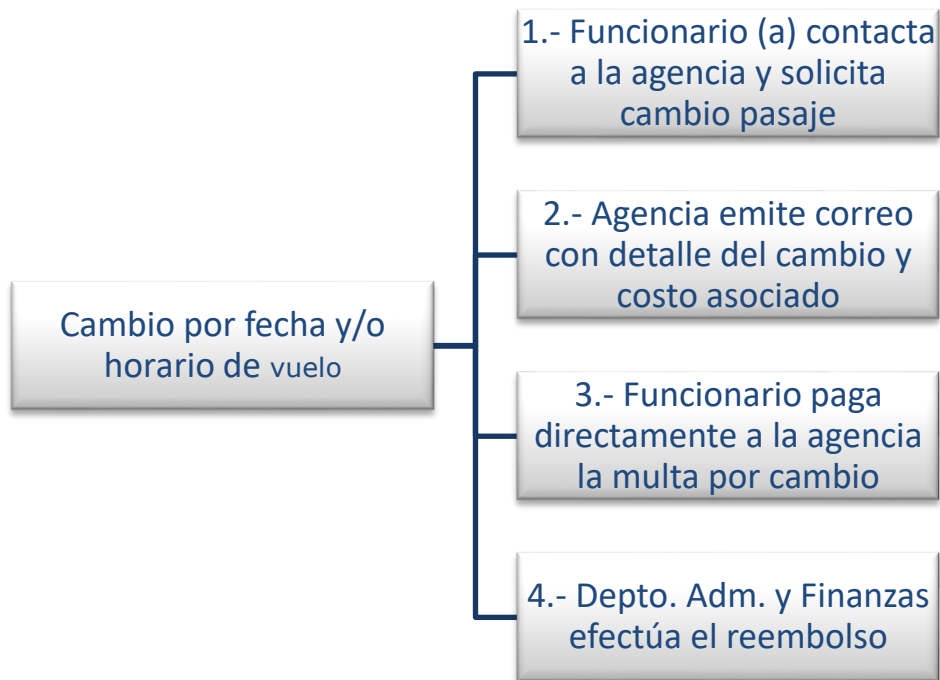 1.- Funcionario (a) contacta
a la agencia y solicita
cambio pasaje
2.- Agencia emite correo
con detalle del cambio y
costo asociado
Cambio por fecha y/o
horario de vuelo
3.- Funcionario paga
directamente a la agencia
la multa por cambio
4.- Depto. Adm. y Finanzas
efectúa el reembolso